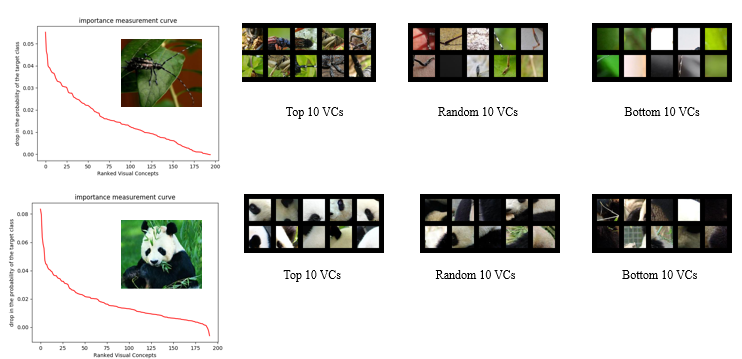 importance measurement curve
drop in the probability of the target class
0.05
0.04
0.03
0.02
0.01
0.00
0 25 50 75 100 125 150 175 200
Ranked Visual Concepts
Top 10 VCs
Random 10 VCs
Bottom 10 VCs
importance measurement curve
drop in the probability of the target class
0.08
0.06
0.04
0.02
0.00
0 25 50 75 100 125 150 175 200
Ranked Visual Concepts
Top 10 VCs
Random 10 VCs
Bottom 10 VCs